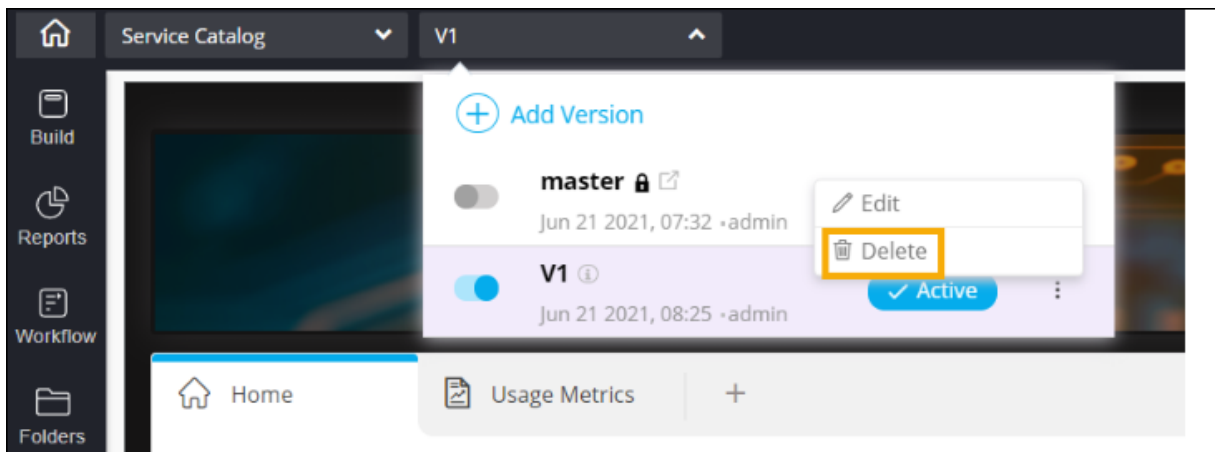 Service Catalog
V1
Build
Reports
Workflow
Folders
Add Version
master
Jun 21 2021, 07:32 •admin
V1
Jun 21 2021, 08:25 •admin
Edit
Delete
Active
Home
Usage Metrics